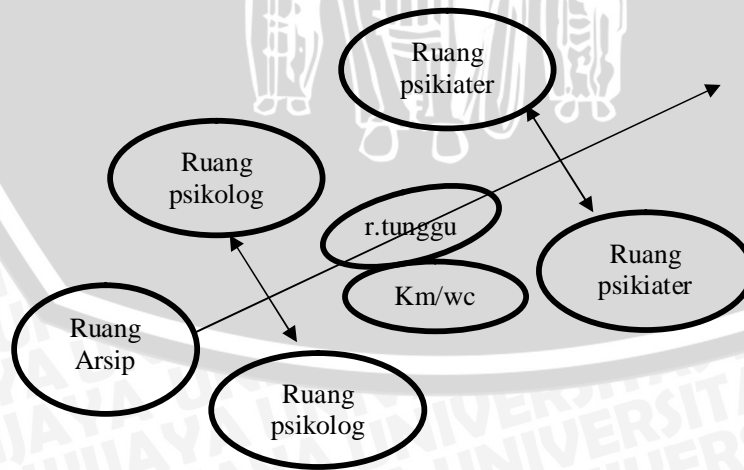 Ruang
psikiater
Ruang
psikolog
r.tunggu
Ruang
psikiater
Km/wc
Ruang
Arsip
Ruang
psikolog